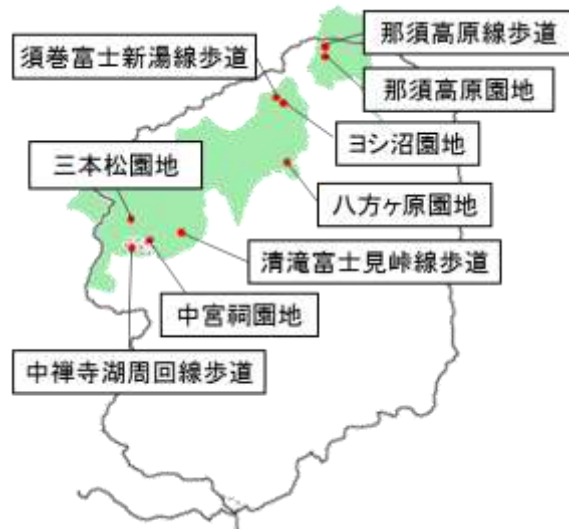 那須高原線歩道
須巻富士新湯線歩道
那須高原園地
ヨシ沼園地
三本松園地
八方ヶ原園地
清滝富士見峠線歩道
中宮祠園地
中禅寺湖周回線歩道